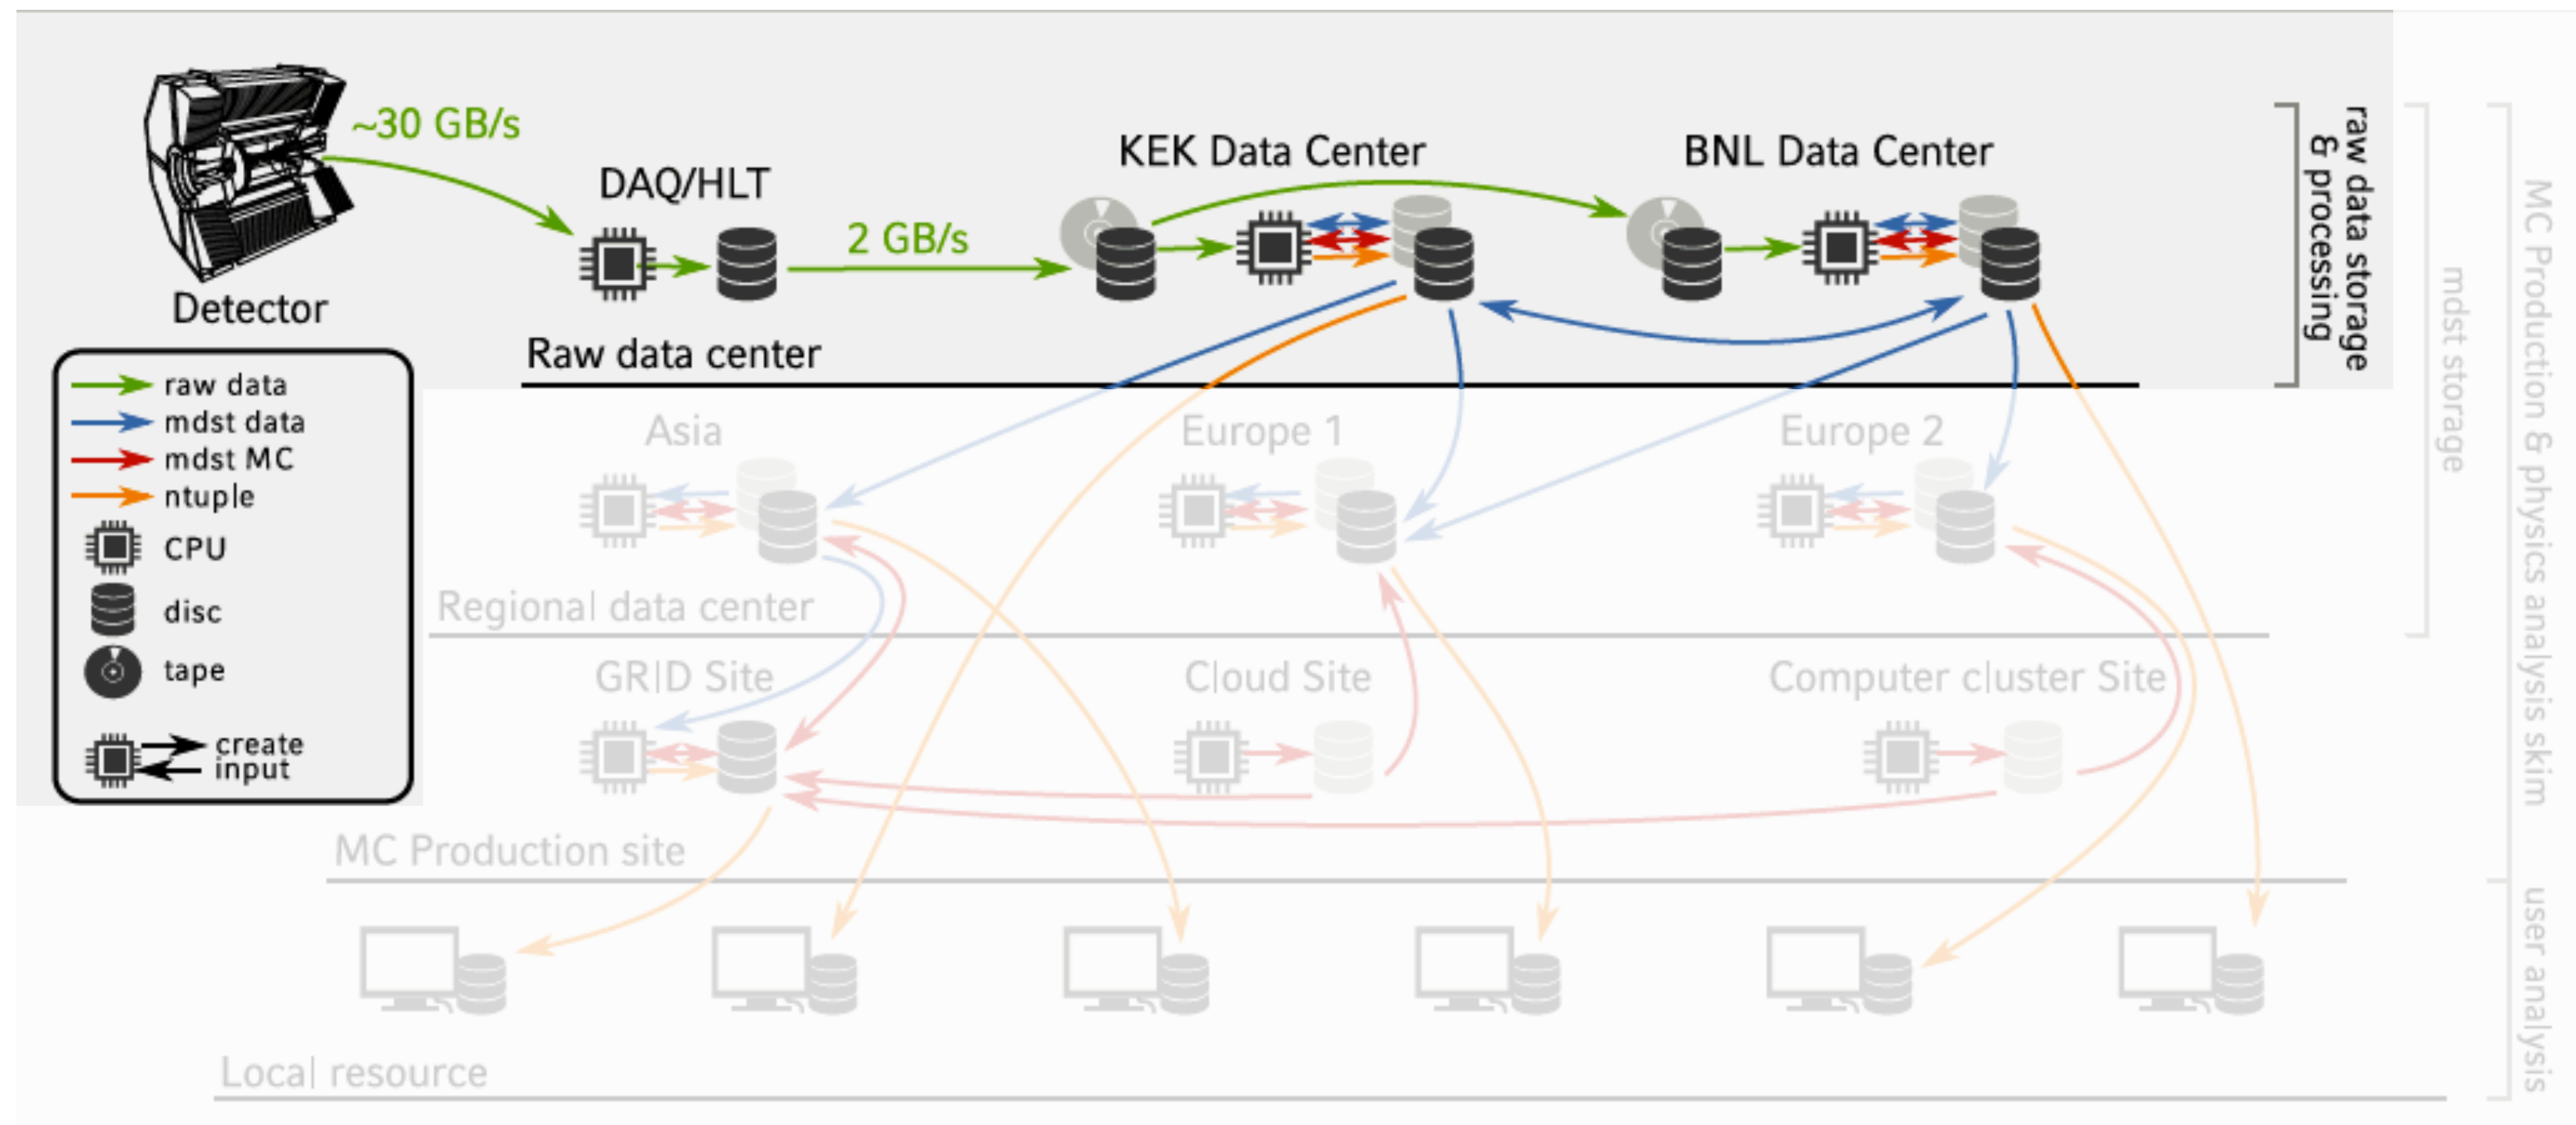 ~30 GB/s
Detector
DAQ/HLT
2 GB/s
KEK Data Center
BNL Data Center
raw data storage
& processing
Raw data center
raw data
mdst data
mdst MC
ntuple
CPU
disc
tape
create
input
Asia
Europe 1
Europe 2
Regional data center
mdst storage
GRID Site
Cloud Site
Computer cluster Site
MC Production site
MC Production & physics analysis skim
Local resource
user analysis